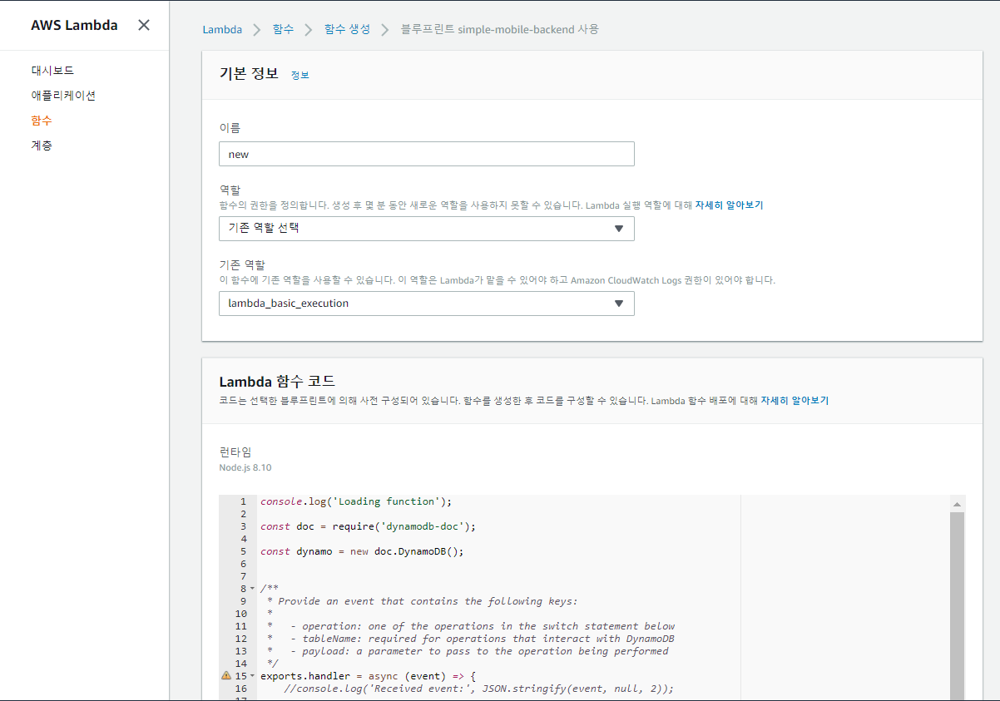 AWS Lambda
대시보드
애플리케이션
함수
계층
Lambda > 함수 > 함수 생성 > 블루프린트 simple-mobile-backend 사용
기본 정보 정보
이름
new
역할
함수의 권한을 정의합니다. 생성 후 몇 분 동안 새로운 역할을 사용하지 못할 수 있습니다. Lambda 실행 역할에 대해 자세히 알아보기
기존 역할 선택
기존 역할
이 함수에 기존 역할을 사용할 수 있습니다. 이 역할은 Lambda가 맡을 수 있어야 하고 Amazon CloudWatch Logs 권한이 있어야 합니다.
lambda_basic_execution
Lambda 함수 코드
코드는 선택한 블루프린트에 의해 사전 구성되어 있습니다. 함수를 생성한 후 코드를 구성할 수 있습니다. Lambda 함수 배포에 대해 자세히 알아보기
런타임
Node.js 8.10
1 console.log('Loading function');
2
3 const doc = require('dynamodb-doc');
4
5 const dynamo = new doc.DynamoDB();
6
7
8 /**
9 * Provide an event that contains the following keys:
10 *
11 * - operation: one of the operations in the switch statement below
12 * - tableName: required for operations that interact with DynamoDB
13 * - payload: a parameter to pass to the operation being performed
14 */
15 exports.handler = async (event) => {
16 //console.log('Received event:', JSON.stringify(event, null, 2));
17